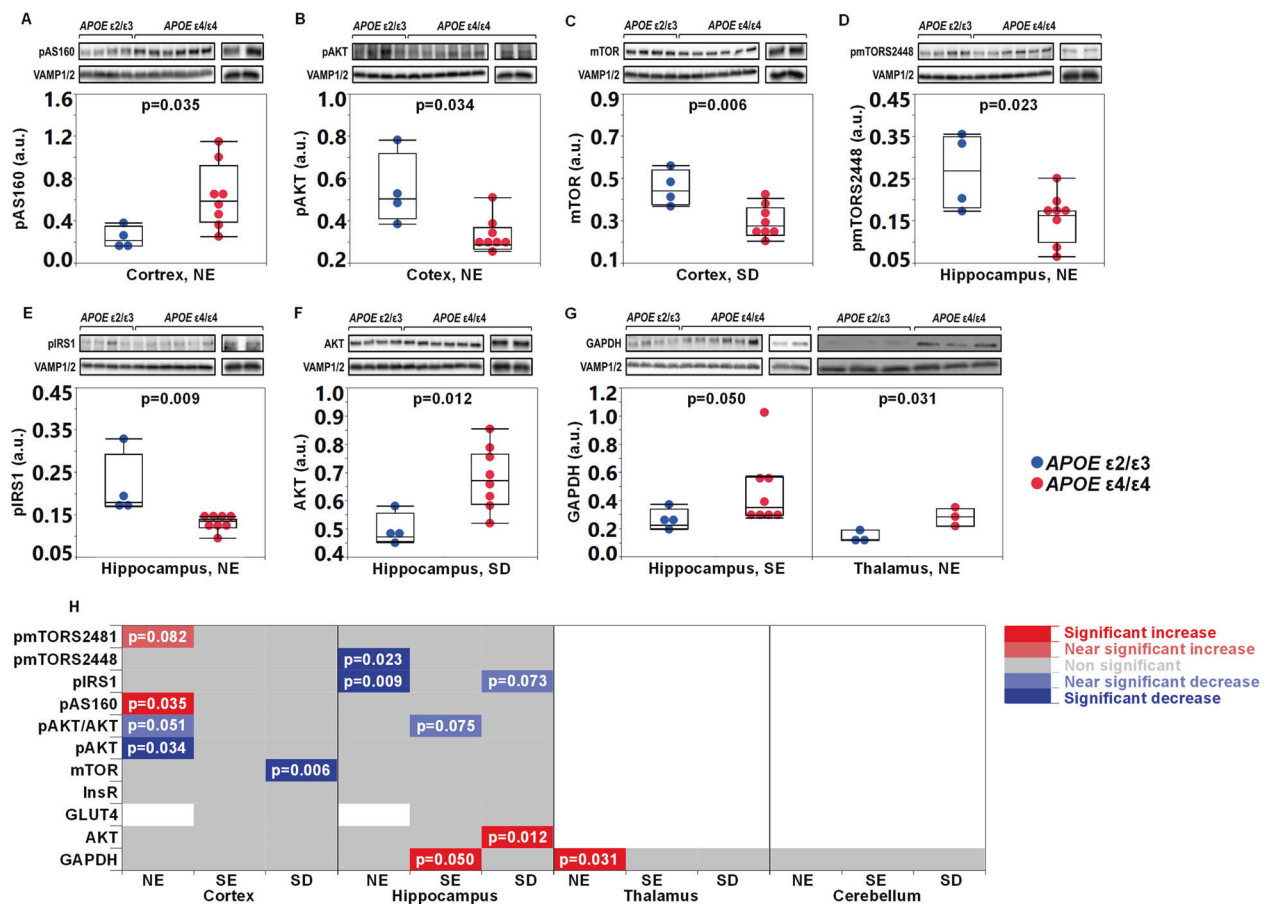 A
APOE ε2/ε3 APOE ε4/ε4
pAS160
VAMP1/2
p=0.035
1.6
1.2
0.8
0.4
0.0
pAS160 (a.u.)
Cortrex, NE
B
APOE ε2/ε3 APOE ε4/ε4
pAKT
VAMP1/2
p=0.034
1.0
0.8
0.6
0.4
0.2
pAKT (a.u.)
Cotex, NE
C
APOE ε2/ε3 APOE ε4/ε4
mTOR
VAMP1/2
p=0.006
0.9
0.7
0.5
0.3
0.1
mTOR (a.u.)
Cortex, SD
D
APOE ε2/ε3 APOE ε4/ε4
pmTORS2448
VAMP1/2
p=0.023
0.45
0.35
0.25
0.15
0.05
pmTORS2448 (a.u.)
Hippocampus, NE
E
APOE ε2/ε3 APOE ε4/ε4
pIRS1
VAMP1/2
p=0.009
0.45
0.35
0.25
0.15
0.05
pIRS1 (a.u.)
Hippocampus, NE
F
APOE ε2/ε3 APOE ε4/ε4
AKT
VAMP1/2
p=0.012
1.0
0.9
0.8
0.7
0.6
0.5
0.4
AKT (a.u.)
Hippocampus, SD
G
APOE ε2/ε3 APOE ε4/ε4 APOE ε2/ε3 APOE ε4/ε4
GAPDH
VAMP1/2
p=0.050 p=0.031
1.2
1.0
0.8
0.6
0.4
0.2
0.0
GAPDH (a.u.)
Hippocampus, SE Thalamus, NE
APOE ε2/ε3
APOE ε4/ε4
H
pmTORS2481 p=0.082
pmTORS2448 p=0.023
pIRS1 p=0.009 p=0.073
pAS160 p=0.035
pAKT/AKT p=0.051 p=0.075
pAKT p=0.034
mTOR p=0.006
InsR
GLUT4
AKT p=0.012
GAPDH p=0.050 p=0.031
NE SE SD NE SE SD NE SE SD NE SE SD
Cortex Hippocampus Thalamus Cerebellum
Significant increase
Near significant increase
Non significant
Near significant decrease
Significant decrease